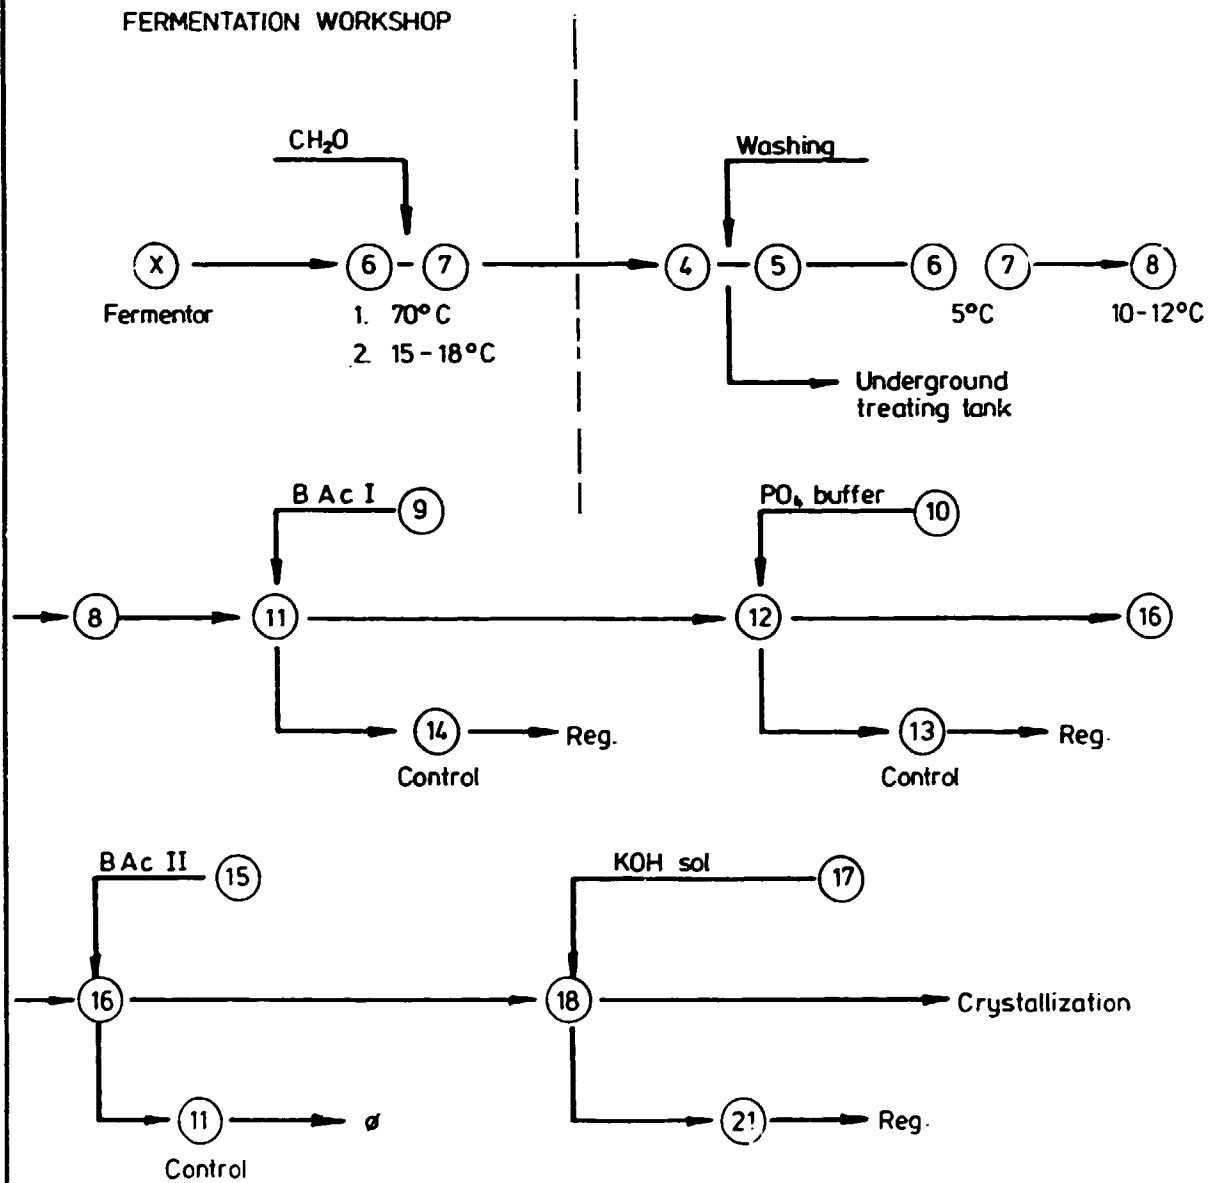 FERMENTATION WORKSHOP
CH₂O
Washing
X
6
7
4
5
6
7
8
Fermentor
1. 70°C
5°C
10-12°C
2. 15-18°C
Underground
treating tank
B Ac I
9
PO₄ buffer
10
8
11
12
16
14
Reg.
13
Reg.
Control
Control
BAc II
15
KOH sol
17
16
18
Crystallization
11
ø
21
Reg.
Control